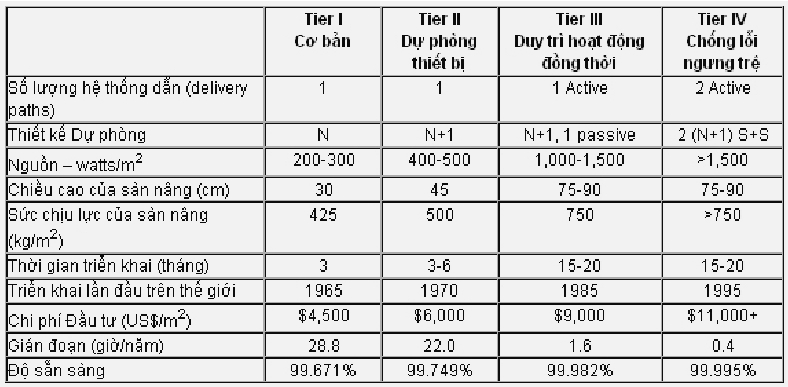 Tier I Tier II Tier III Tier IV
Cơ bản Dự phòng Duy trì hoạt động Chống lỗi
thiết bị đồng thời ngưng trệ
Số lượng hệ thống dẫn (delivery 1 1 1 Active 2 Active
paths)
Thiết kế Dự phòng N N+1 N+1, 1 passive 2 (N+1) S+S
Nguồn – watts/m2 200-300 400-500 1,000-1,500 >1,500
Chiều cao của sàn nâng (cm) 30 45 75-90 75-90
Sức chịu lực của sàn nâng 425 500 750 >750
(kg/m2)
Thời gian triển khai (tháng) 3 3-6 15-20 15-20
Triển khai lần đầu trên thế giới 1965 1970 1985 1995
Chi phí Đầu tư (US$/m2) $4,500 $6,000 $9,000 $11,000+
Gián đoạn (giờ/năm) 28.8 22.0 1.6 0.4
Độ sẵn sàng 99.671% 99.749% 99.982% 99.995%